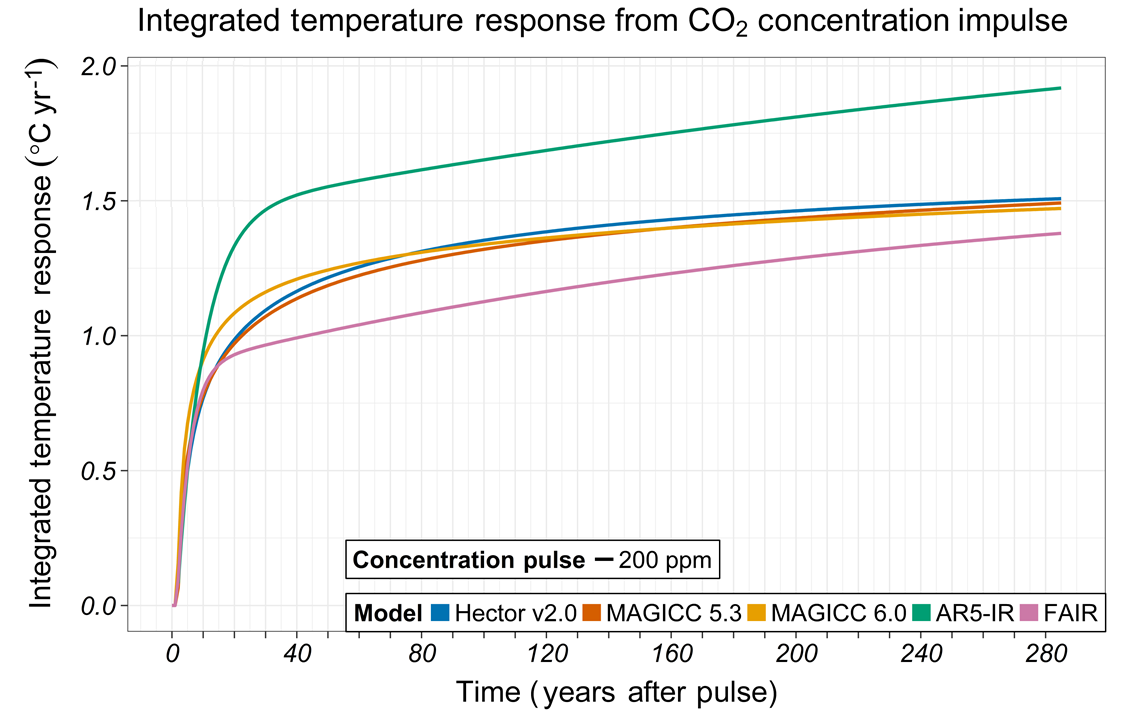 Integrated temperature response from CO₂ concentration impulse
Integrated temperature response (°C yr⁻¹)
2.0
1.5
1.0
0.5
0.0
Concentration pulse 200 ppm
Model Hector v2.0 MAGICC 5.3 MAGICC 6.0 AR5-IR FAIR
0 40 80 120 160 200 240 280
Time (years after pulse)